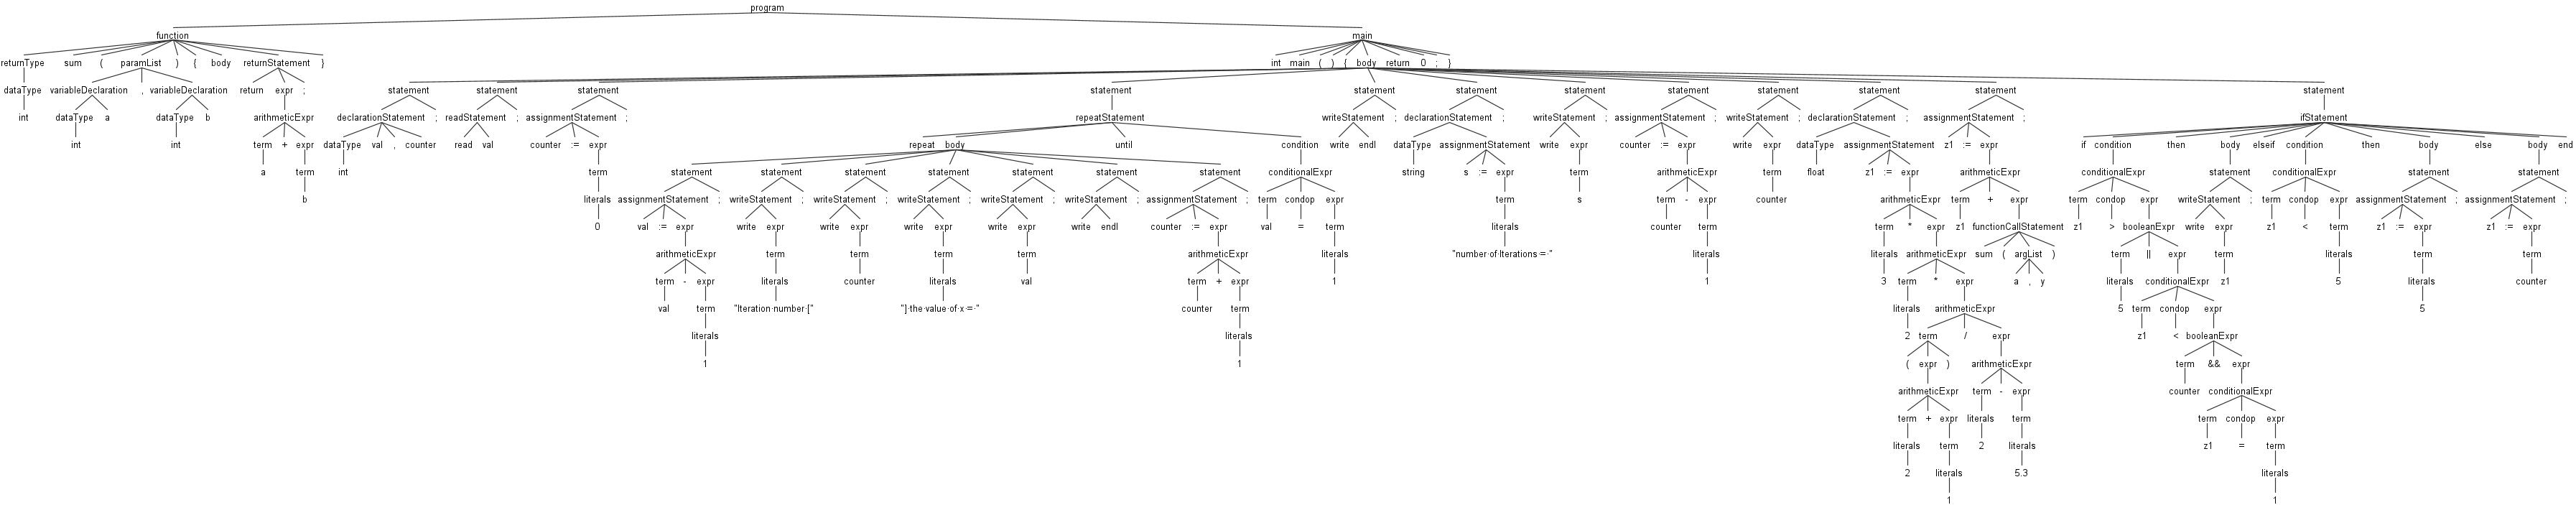 program
function main
returnType sum ( paramList ) { body returnStatement } int main ( ) { body return 0 ; }
dataType variableDeclaration , variableDeclaration return expr ; statement statement statement statement statement statement statement statement statement statement statement statement
int dataType a dataType b arithmeticExpr declarationStatement ; readStatement ; assignmentStatement ; repeatStatement writeStatement ; declarationStatement ; writeStatement ; assignmentStatement ; writeStatement ; declarationStatement ; assignmentStatement ; ifStatement
int int term + expr dataType val , counter read val counter := expr repeat body until condition write endl dataType assignmentStatement write expr counter := expr write expr dataType assignmentStatement z1 := expr if condition then body elseif condition then body else body end
a term int term statement statement statement statement statement statement statement conditionalExpr string s := expr term arithmeticExpr term float z1 := expr arithmeticExpr conditionalExpr statement conditionalExpr statement statement
b literals assignmentStatement ; writeStatement ; writeStatement ; writeStatement ; writeStatement ; writeStatement ; assignmentStatement ; term condop expr term s term - expr counter arithmeticExpr term + expr term condop expr writeStatement ; term condop expr assignmentStatement ; assignmentStatement ;
0 val := expr write expr write expr write expr write expr write endl counter := expr val = term literals counter term term * expr z1 functionCallStatement z1 > booleanExpr write expr z1 < term z1 := expr z1 := expr
arithmeticExpr term term term term arithmeticExpr literals "number·of·Iterations·=·" literals literals arithmeticExpr sum ( argList ) term || expr term literals term term
term - expr literals counter literals val term + expr 1 1 3 term * expr a , y literals conditionalExpr z1 5 literals counter
val term "Iteration·number·[" "]·the·value·of·x·=·" counter term literals arithmeticExpr 5 term condop expr 5
literals literals 2 term / expr z1 < booleanExpr
1 1 ( expr ) arithmeticExpr term && expr
arithmeticExpr term - expr counter conditionalExpr
term + expr literals term term condop expr
literals term 2 literals z1 = term
2 literals 5.3 literals
1 1